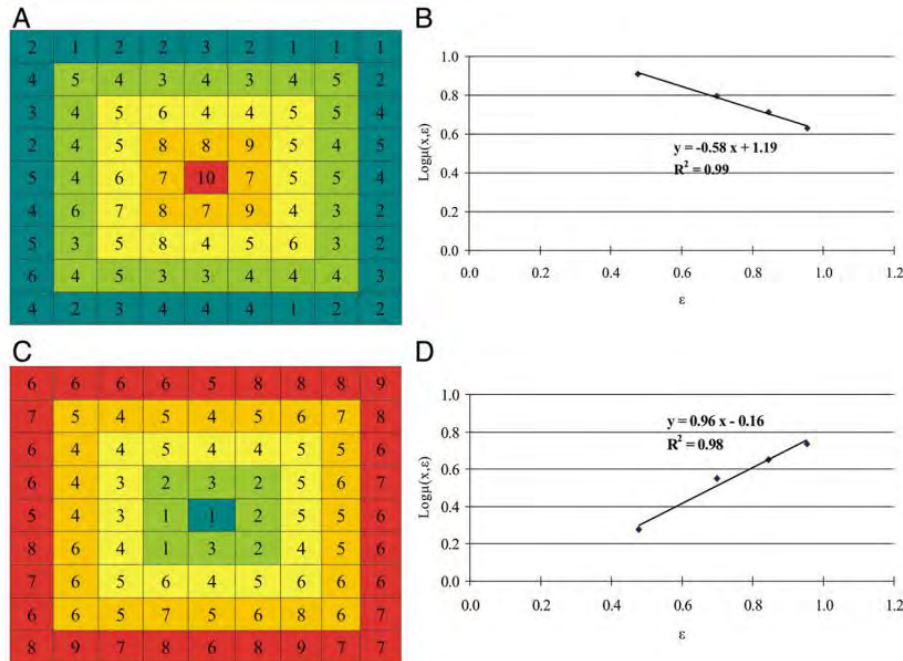 A
2 1 2 2 3 2 1 1 1
4 5 4 3 4 3 4 5 2
3 4 5 6 4 4 5 4 4
2 4 5 8 8 9 5 4 5
5 4 6 7 10 7 5 5 4
4 6 7 8 7 9 4 3 2
5 3 5 8 4 5 6 3 2
6 4 5 3 3 4 4 4 3
4 2 3 4 4 4 1 2 2
B
1.0
0.8
0.6
0.4
0.2
0.0
Logμ(x,ε)
y = -0.58 x + 1.19
R² = 0.99
0.0 0.2 0.4 0.6 0.8 1.0 1.2
ε
C
6 6 6 6 5 8 8 8 9
7 5 4 5 4 5 6 7 8
6 4 4 5 4 4 5 5 6
6 4 3 2 3 2 5 6 7
5 4 3 1 1 2 5 5 6
8 6 4 1 3 2 4 5 6
7 6 5 6 4 5 6 6 6
6 6 5 7 5 6 8 6 7
8 9 7 8 6 8 9 7 7
D
1.0
0.8
0.6
0.4
0.2
0.0
Logμ(x,ε)
y = 0.96 x - 0.16
R² = 0.98
0.0 0.2 0.4 0.6 0.8 1.0 1.2
ε